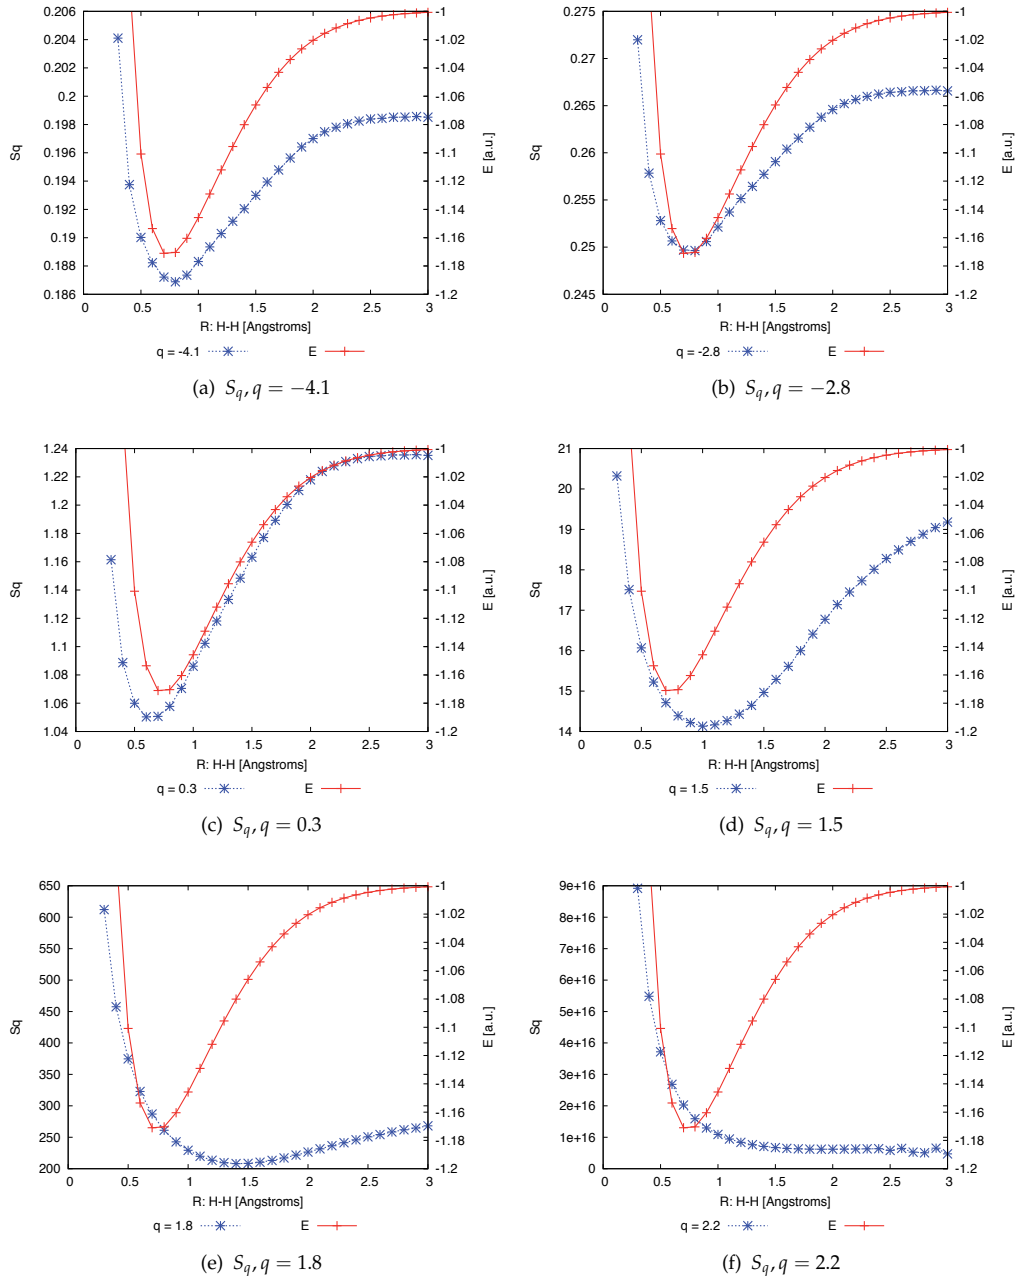 0.206
0.204
0.202
0.2
0.198
0.196
0.194
0.192
0.19
0.188
0.186
Sq
0 0.5 1 1.5 2 2.5 3
-1
-1.02
-1.04
-1.06
-1.08
-1.1
-1.12
-1.14
-1.16
-1.18
-1.2
E [a.u.]
R: H-H [Angstroms]
q = -4.1 E
(a) S_q, q = −4.1
0.275
0.27
0.265
0.26
0.255
0.25
0.245
Sq
0 0.5 1 1.5 2 2.5 3
-1
-1.02
-1.04
-1.06
-1.08
-1.1
-1.12
-1.14
-1.16
-1.18
-1.2
E [a.u.]
R: H-H [Angstroms]
q = -2.8 E
(b) S_q, q = −2.8
1.24
1.22
1.2
1.18
1.16
1.14
1.12
1.1
1.08
1.06
1.04
Sq
0 0.5 1 1.5 2 2.5 3
-1
-1.02
-1.04
-1.06
-1.08
-1.1
-1.12
-1.14
-1.16
-1.18
-1.2
E [a.u.]
R: H-H [Angstroms]
q = 0.3 E
(c) S_q, q = 0.3
21
20
19
18
17
16
15
14
Sq
0 0.5 1 1.5 2 2.5 3
-1
-1.02
-1.04
-1.06
-1.08
-1.1
-1.12
-1.14
-1.16
-1.18
-1.2
E [a.u.]
R: H-H [Angstroms]
q = 1.5 E
(d) S_q, q = 1.5
650
600
550
500
450
400
350
300
250
200
Sq
0 0.5 1 1.5 2 2.5 3
-1
-1.02
-1.04
-1.06
-1.08
-1.1
-1.12
-1.14
-1.16
-1.18
-1.2
E [a.u.]
R: H-H [Angstroms]
q = 1.8 E
(e) S_q, q = 1.8
9e+16
8e+16
7e+16
6e+16
5e+16
4e+16
3e+16
2e+16
1e+16
0
Sq
0 0.5 1 1.5 2 2.5 3
-1
-1.02
-1.04
-1.06
-1.08
-1.1
-1.12
-1.14
-1.16
-1.18
-1.2
E [a.u.]
R: H-H [Angstroms]
q = 2.2 E
(f) S_q, q = 2.2